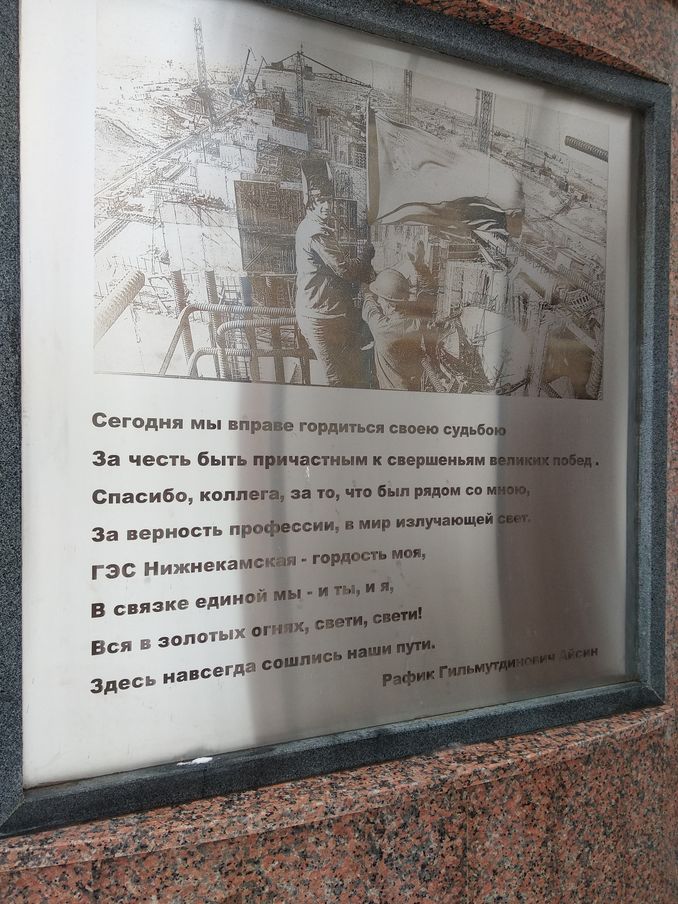 Сегодня мы вправе гордиться своею судьбою
За честь быть причастным к свершеньям великих побед .
Спасибо, коллега, за то, что был рядом со мною,
За верность профессии, в мир излучающей свет.
ГЭС Нижнекамская - гордость моя,
В связке единой мы - и ты, и я,
Вся в золотых огнях, свети, свети!
Здесь навсегда сошлись наши пути.
Рафик Гильмутдинович Айсин